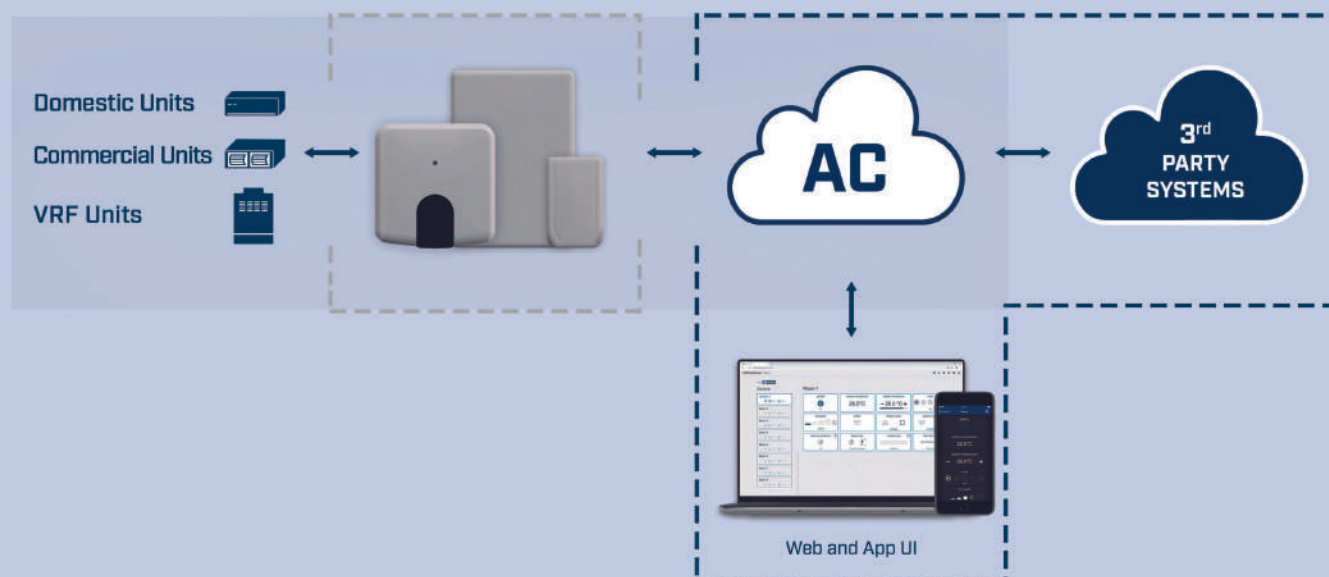 Domestic Units
Commercial Units
VRF Units
AC
3rd
PARTY
SYSTEMS
Web and App UI